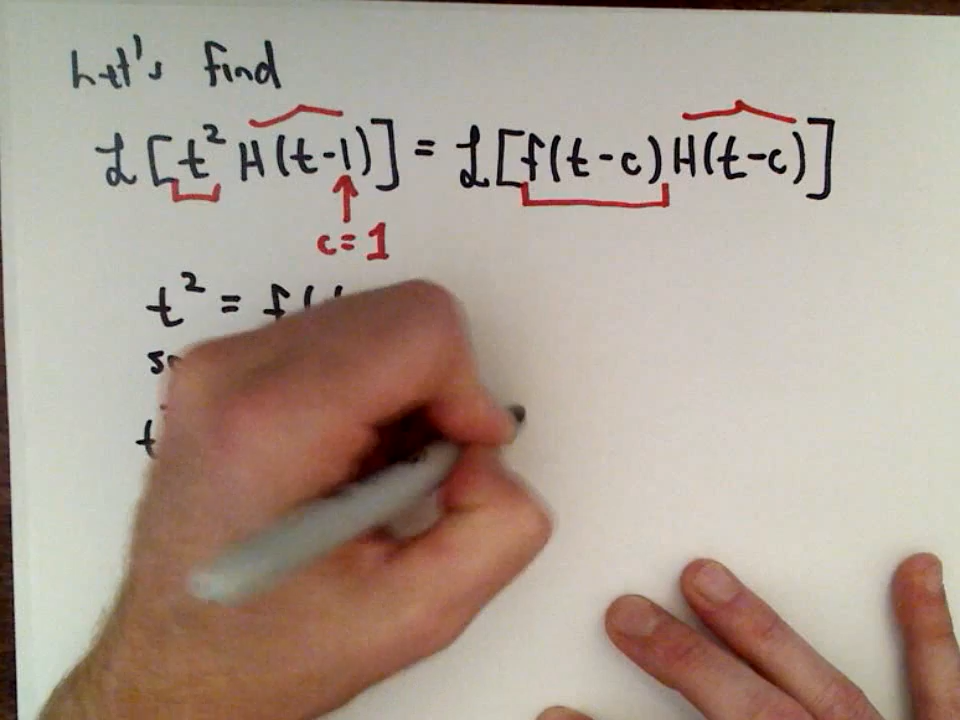 Let's find
ℒ[t² H(t-1)] = ℒ[f(t-c)H(t-c)]
c=1
t² = f(t